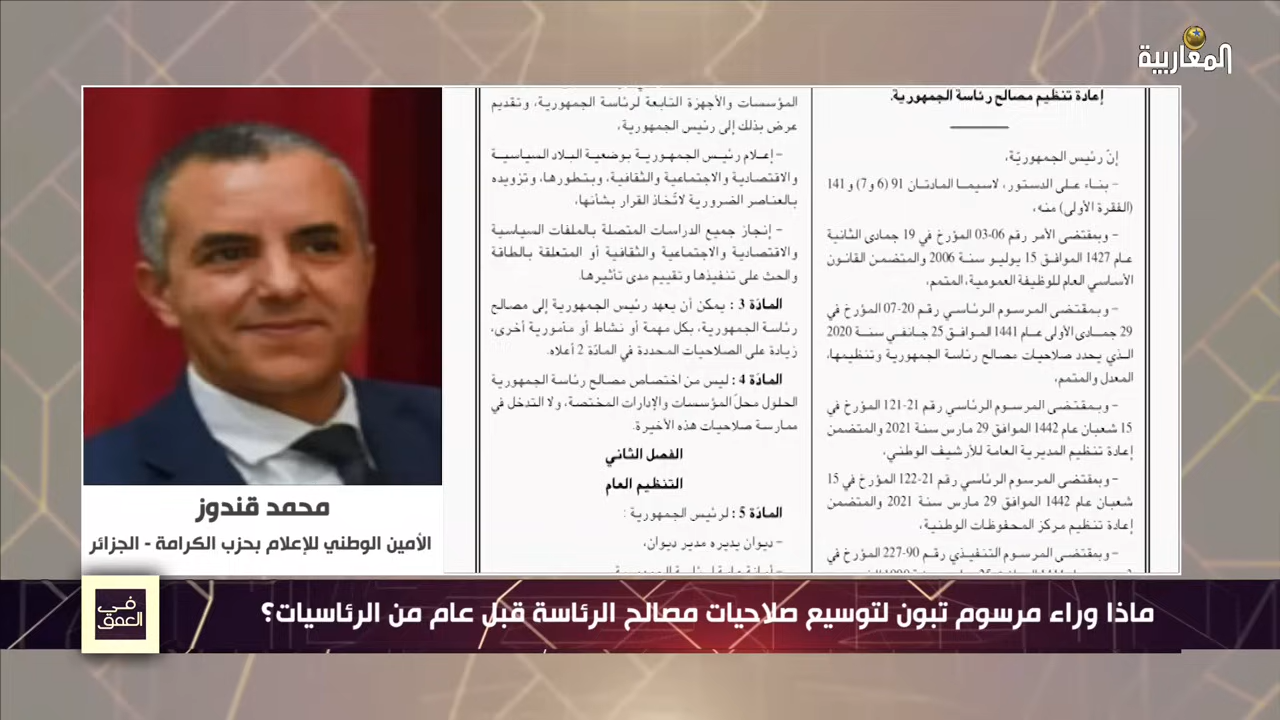 المغاربية
إعادة تنظيم مصالح رئاسة الجمهورية.
إنّ رئيس الجمهوريّة،
- بناء على الدستور، لاسيما المادتان 91 (6 و7) و141
(الفقرة الأولى) منه،
- وبمقتضى الأمر رقم 06-03 المؤرخ في 19 جمادى الثانية
عام 1427 الموافق 15 يوليو سنة 2006 والمتضمن القانون
الأساسي العام للوظيفة العمومية، المتمم،
- وبمقتضى المرسوم الرئاسي رقم 20-07 المؤرخ في
29 جمادى الأولى عام 1441 الموافق 25 جانفي سنة 2020
الذي يحدد صلاحيات مصالح رئاسة الجمهورية وتنظيمها،
المعدل والمتمم،
- وبمقتضى المرسوم الرئاسي رقم 21-121 المؤرخ في
15 شعبان عام 1442 الموافق 29 مارس سنة 2021 والمتضمن
إعادة تنظيم المديرية العامة للأرشيف الوطني،
- وبمقتضى المرسوم الرئاسي رقم 21-122 المؤرخ في 15
شعبان عام 1442 الموافق 29 مارس سنة 2021 والمتضمن
إعادة تنظيم مركز المحفوظات الوطنية،
- وبمقتضى المرسوم التنفيذي رقم 90-227 المؤرخ في
المؤسسات والأجهزة التابعة لرئاسة الجمهورية، وتقديم
عرض بذلك إلى رئيس الجمهورية،
- إعلام رئيس الجمهورية بوضعية البلاد السياسية
والاقتصادية والاجتماعية والثقافية، وبتطورها، وتزويده
بالعناصر الضرورية لاتّخاذ القرار بشأنها،
- إنجاز جميع الدراسات المتصلة بالملفات السياسية
والاقتصادية والاجتماعية والثقافية أو المتعلقة بالطاقة
والحث على تنفيذها وتقييم مدى تأثيرها.
المادّة 3 : يمكن أن يعهد رئيس الجمهورية إلى مصالح
رئاسة الجمهورية، بكل مهمة أو نشاط أو مأمورية أخرى،
زيادة على الصلاحيات المحددة في المادّة 2 أعلاه.
المادّة 4 : ليس من اختصاص مصالح رئاسة الجمهورية
الحلول محلّ المؤسسات والإدارات المختصة، ولا التدخل في
ممارسة صلاحيات هذه الأخيرة.
الفصل الثاني
التنظيم العام
المادّة 5 : لرئيس الجمهورية :
- ديوان يديره مدير ديوان،
محمد قندوز
الأمين الوطني للإعلام بحزب الكرامة - الجزائر
في
العمق
ماذا وراء مرسوم تبون لتوسيع صلاحيات مصالح الرئاسة قبل عام من الرئاسيات؟